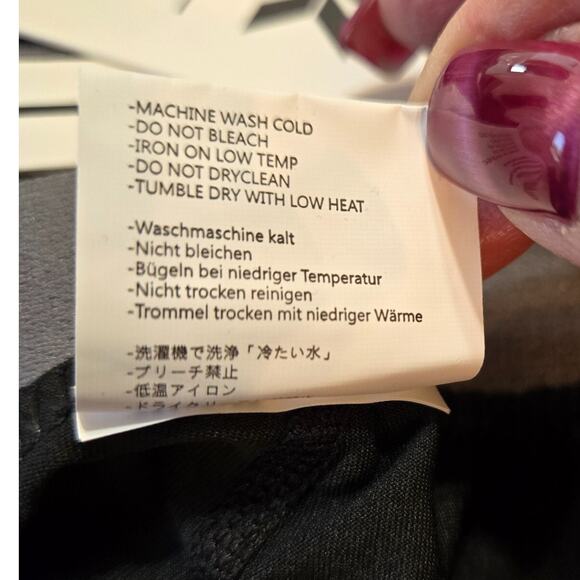 -MACHINE WASH COLD
-DO NOT BLEACH
-IRON ON LOW TEMP
-DO NOT DRYCLEAN
-TUMBLE DRY WITH LOW HEAT
-Waschmaschine kalt
-Nicht bleichen
-Bügeln bei niedriger Temperatur
-Nicht trocken reinigen
-Trommel trocken mit niedriger Wärme
-洗濯機で洗浄「冷たい水」
-ブリーチ禁止
-低温アイロン